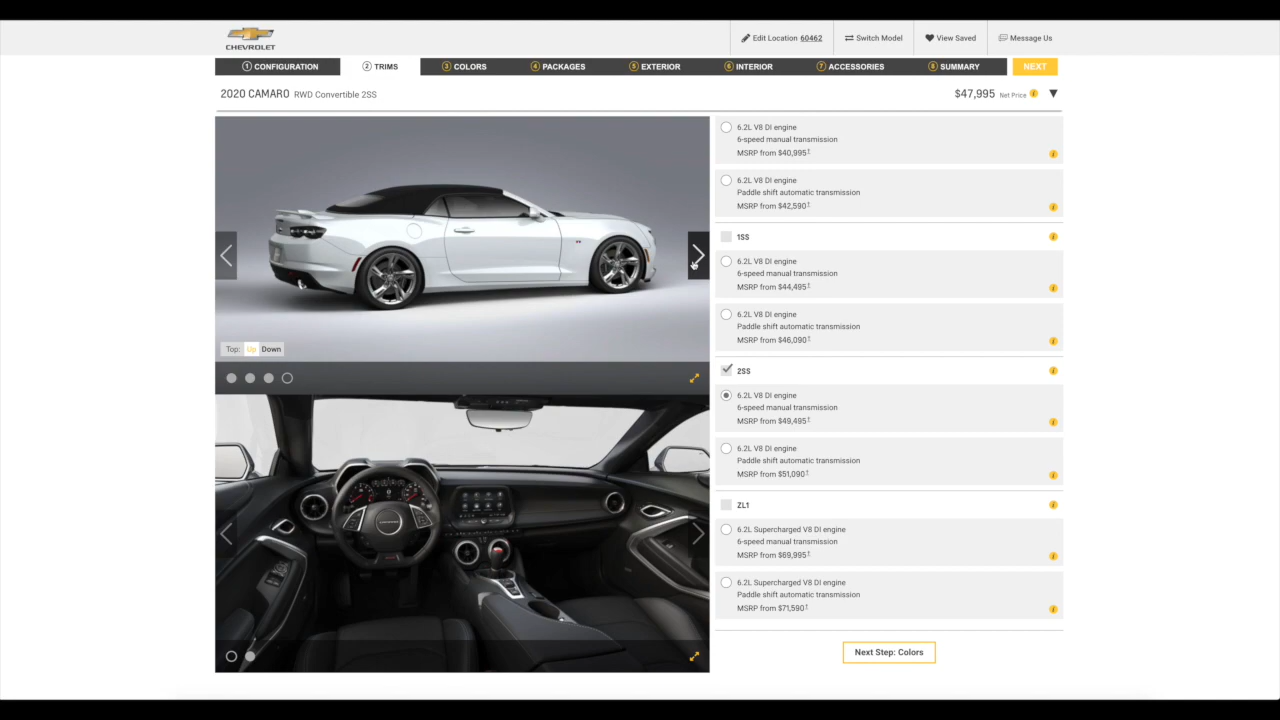 CHEVROLET
Edit Location 60462
Switch Model
View Saved
Message Us
1 CONFIGURATION
2 TRIMS
3 COLORS
4 PACKAGES
5 EXTERIOR
6 INTERIOR
7 ACCESSORIES
8 SUMMARY
NEXT
2020 CAMARO RWD Convertible 2SS
$47,995 Net Price
Top: Up Down
6.2L V8 DI engine
6-speed manual transmission
MSRP from $40,995†
6.2L V8 DI engine
Paddle shift automatic transmission
MSRP from $42,590†
1SS
6.2L V8 DI engine
6-speed manual transmission
MSRP from $44,495†
6.2L V8 DI engine
Paddle shift automatic transmission
MSRP from $46,090†
2SS
6.2L V8 DI engine
6-speed manual transmission
MSRP from $49,495†
6.2L V8 DI engine
Paddle shift automatic transmission
MSRP from $51,090†
ZL1
6.2L Supercharged V8 DI engine
6-speed manual transmission
MSRP from $69,995†
6.2L Supercharged V8 DI engine
Paddle shift automatic transmission
MSRP from $71,590†
Next Step: Colors